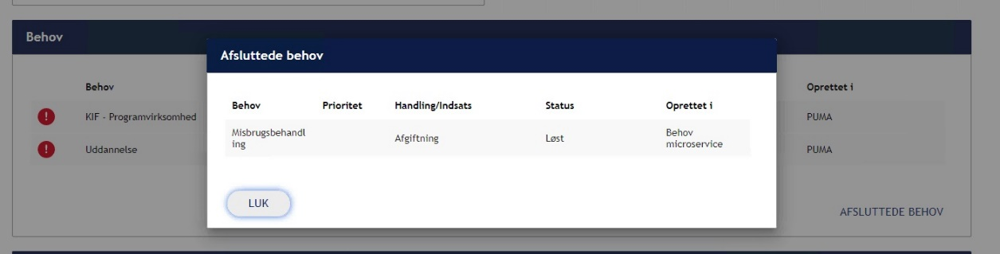 Behov
Afsluttede behov
Behov Oprettet i
Behov Prioritet Handling/Indsats Status Oprettet i
KIF - Programvirksomhed PUMA
Misbrugsbehandl
ing Afgiftning Løst Behov
microservice
Uddannelse PUMA
LUK
AFSLUTTEDE BEHOV